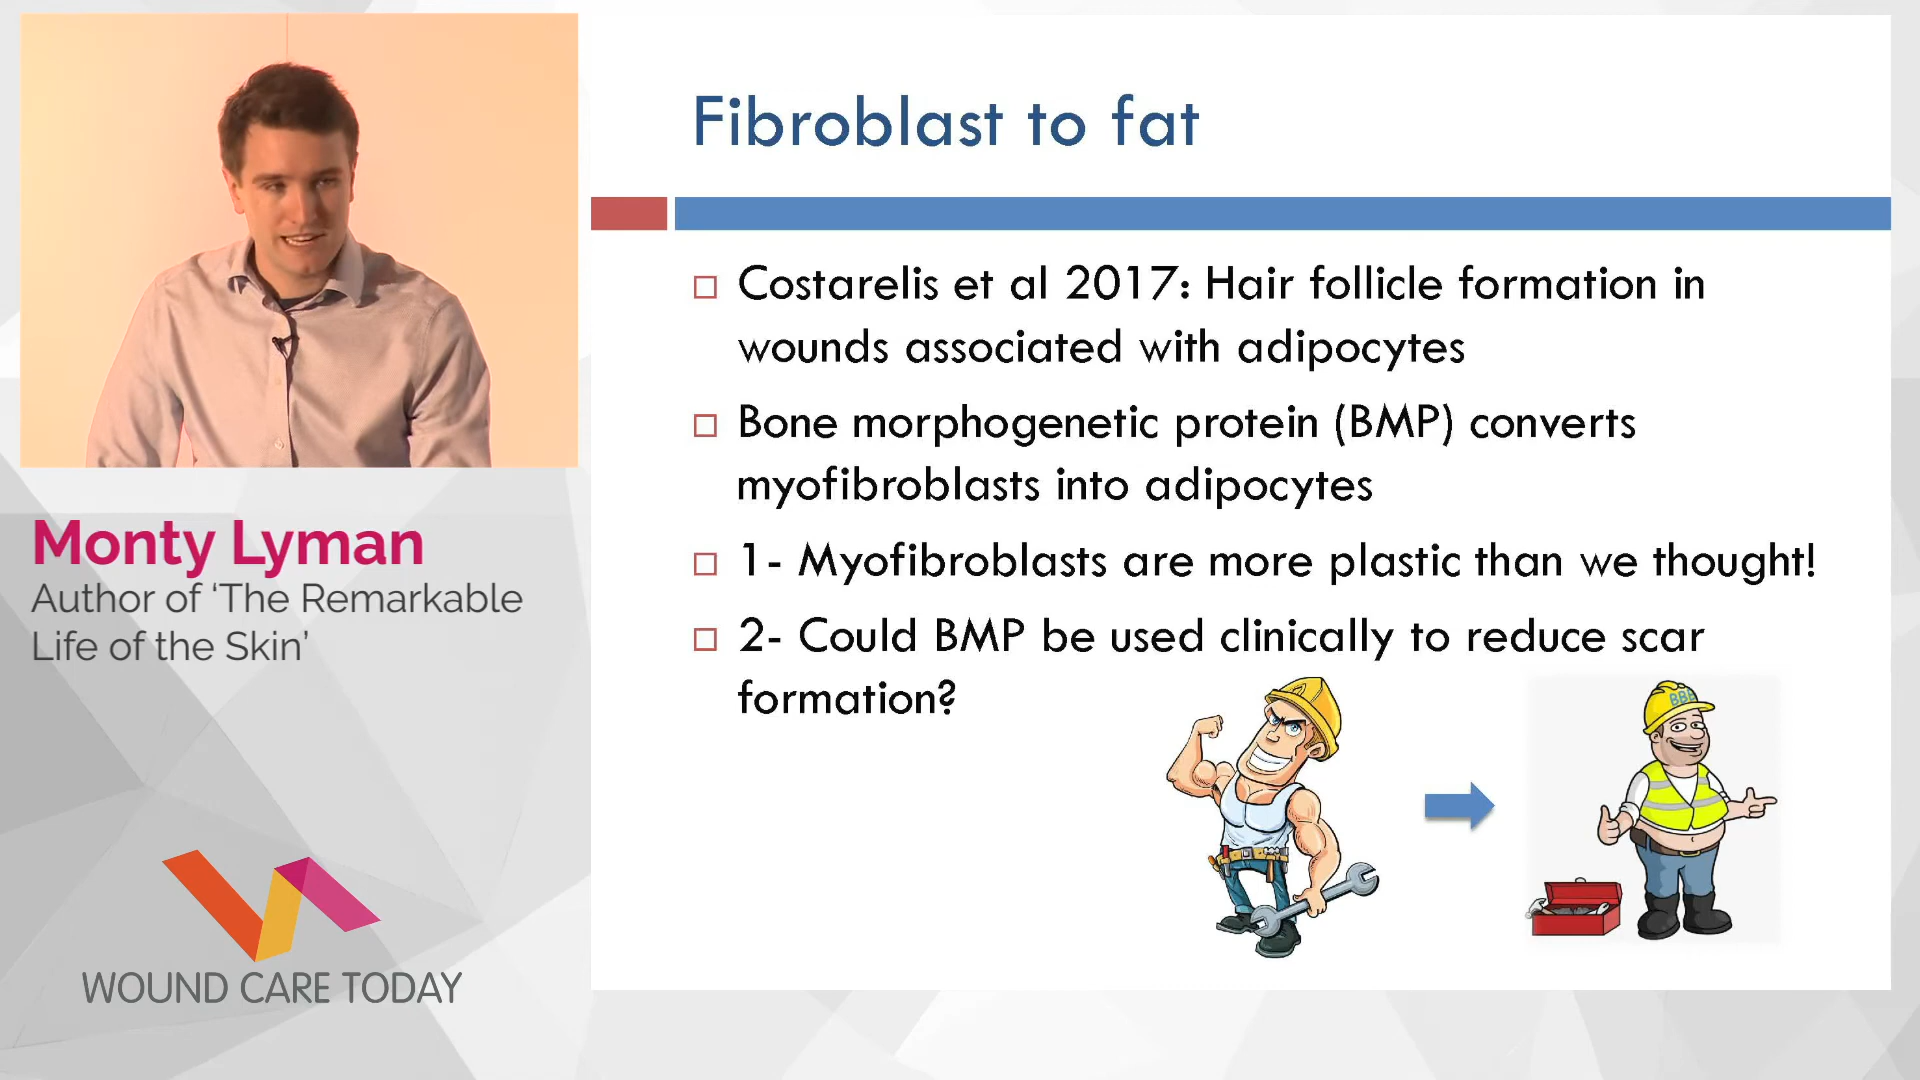 Fibroblast to fat
Costarelis et al 2017: Hair follicle formation in
wounds associated with adipocytes
Bone morphogenetic protein (BMP) converts
myofibroblasts into adipocytes
1- Myofibroblasts are more plastic than we thought!
2- Could BMP be used clinically to reduce scar
formation?
BBB
Monty Lyman
Author of ‘The Remarkable
Life of the Skin’
WOUND CARE TODAY